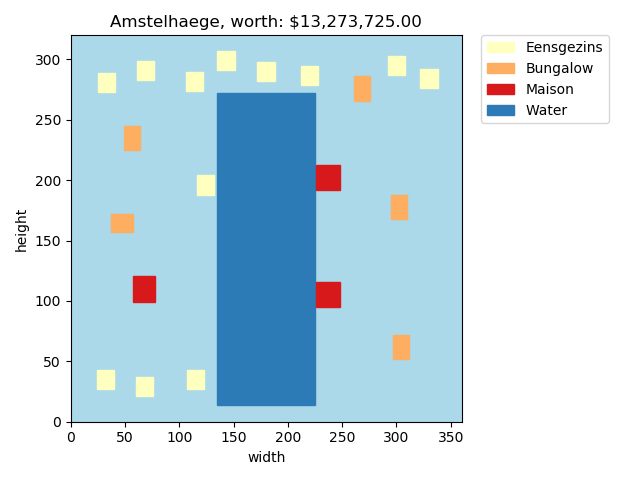 Amstelhaege, worth: $13,273,725.00
Eensgezins
Bungalow
Maison
Water
height
300
250
200
150
100
50
0
0 50 100 150 200 250 300 350
width